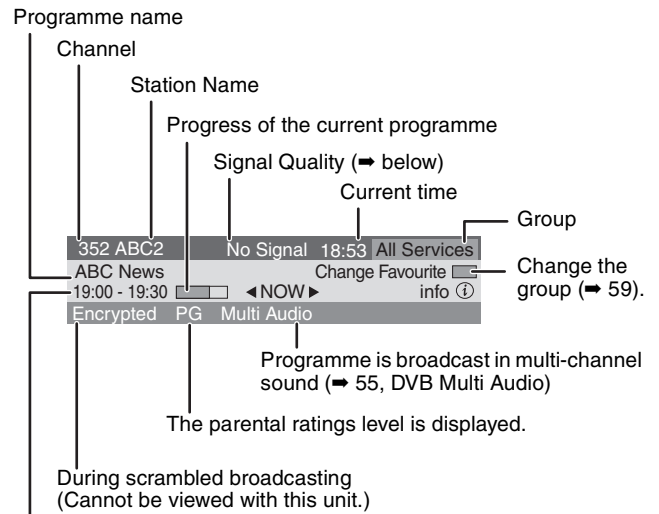 Programme name
Channel
Station Name
Progress of the current programme
Signal Quality (➡ below)
Current time
Group
352 ABC2 No Signal 18:53 All Services
ABC News Change Favourite
Change the
group (➡ 59).
19:00 - 19:30 ◀NOW▶ info ⓘ
Encrypted PG Multi Audio
Programme is broadcast in multi-channel
sound (➡ 55, DVB Multi Audio)
The parental ratings level is displayed.
During scrambled broadcasting
(Cannot be viewed with this unit.)